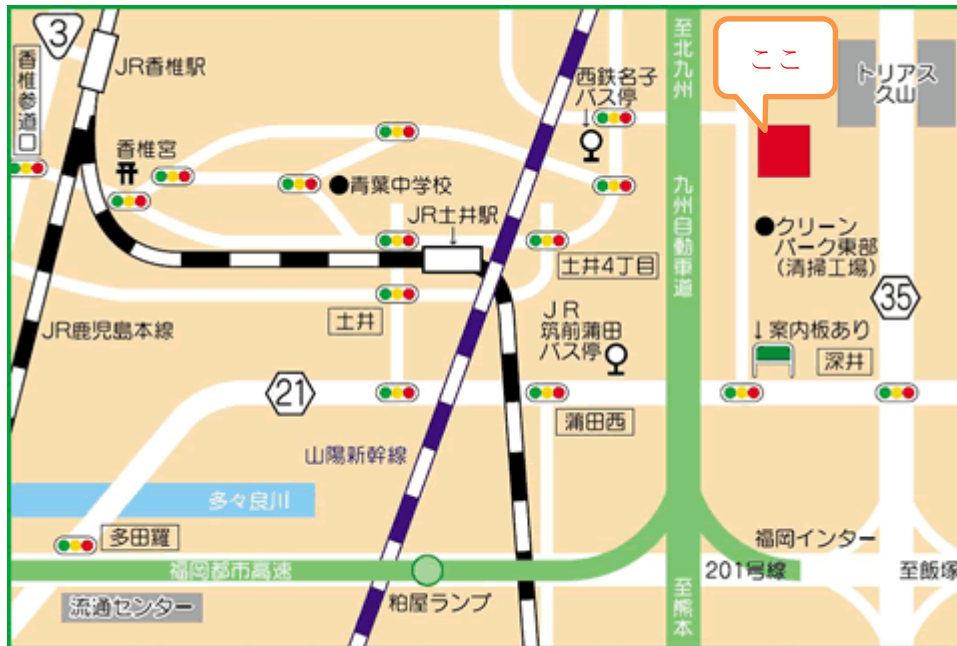 3
JR香椎駅
香椎参道口
香椎宮
青葉中学校
JR土井駅
西鉄名子
バス停
至北九州
九州自動車道
至熊本
ここ
トリアス
久山
クリーン
パーク東部
(清掃工場)
35
↓案内板あり
深井
土井4丁目
土井
JR
筑前蒲田
バス停
JR鹿児島本線
21
蒲田西
山陽新幹線
多々良川
多田羅
福岡都市高速
流通センター
粕屋ランプ
福岡インター
201号線
至飯塚